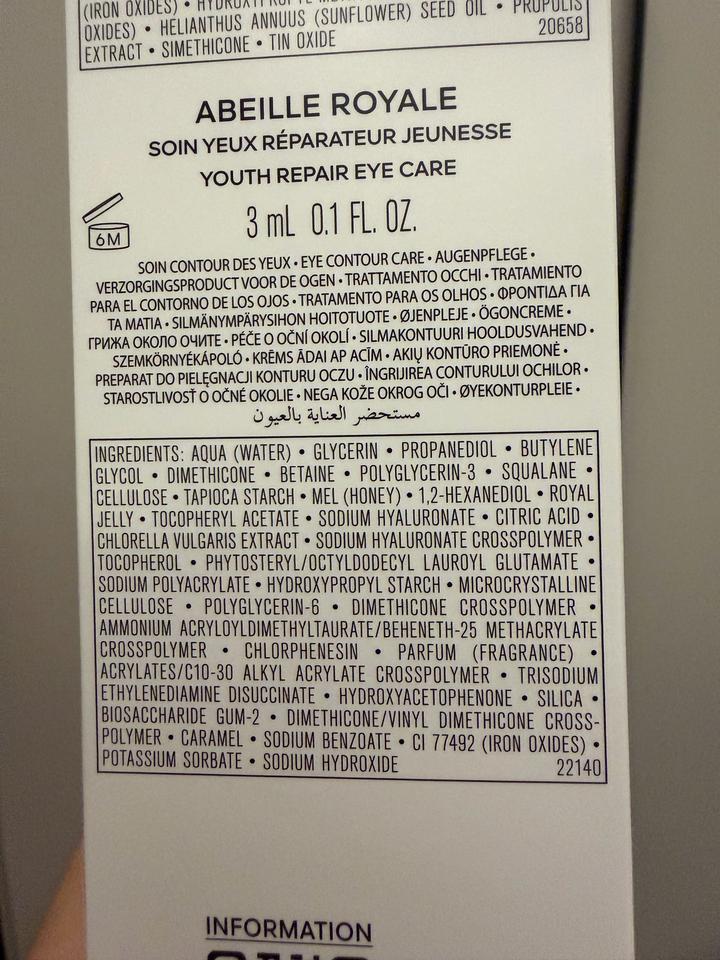 (IRON OXIDES) •
OXIDES) • HELIANTHUS ANNUUS (SUNFLOWER) SEED OIL • PROPOLIS
EXTRACT • SIMETHICONE • TIN OXIDE 20658
ABEILLE ROYALE
SOIN YEUX RÉPARATEUR JEUNESSE
YOUTH REPAIR EYE CARE
6M
3 mL 0.1 FL. OZ.
SOIN CONTOUR DES YEUX • EYE CONTOUR CARE • AUGENPFLEGE •
VERZORGINGSPRODUCT VOOR DE OGEN • TRATTAMENTO OCCHI • TRATAMIENTO
PARA EL CONTORNO DE LOS OJOS • TRATAMENTO PARA OS OLHOS • ΦΡΟΝΤΙΔΑ ΓΙΑ
ΤΑ ΜΑΤΙΑ • SILMÄNYMPÄRYSIHON HOITOTUOTE • ØJENPLEJE • ÖGONCREME •
ГРИЖА ОКОЛО ОЧИТЕ • PÉČE O OČNÍ OKOLÍ • SILMAKONTUURI HOOLDUSVAHEND •
SZEMKÖRNYÉKÁPOLÓ • KRĒMS ĀDAI AP ACĪM • AKIŲ KONTŪRO PRIEMONĖ •
PREPARAT DO PIELĘGNACJI KONTURU OCZU • ÎNGRIJIREA CONTURULUI OCHILOR •
STAROSTLIVOSŤ O OČNÉ OKOLIE • NEGA KOŽE OKROG OČI • ØYEKONTURPLEIE •
مستحضر العناية بالعيون
INGREDIENTS: AQUA (WATER) • GLYCERIN • PROPANEDIOL • BUTYLENE
GLYCOL • DIMETHICONE • BETAINE • POLYGLYCERIN-3 • SQUALANE •
CELLULOSE • TAPIOCA STARCH • MEL (HONEY) • 1,2-HEXANEDIOL • ROYAL
JELLY • TOCOPHERYL ACETATE • SODIUM HYALURONATE • CITRIC ACID •
CHLORELLA VULGARIS EXTRACT • SODIUM HYALURONATE CROSSPOLYMER •
TOCOPHEROL • PHYTOSTERYL/OCTYLDODECYL LAUROYL GLUTAMATE •
SODIUM POLYACRYLATE • HYDROXYPROPYL STARCH • MICROCRYSTALLINE
CELLULOSE • POLYGLYCERIN-6 • DIMETHICONE CROSSPOLYMER •
AMMONIUM ACRYLOYLDIMETHYLTAURATE/BEHENETH-25 METHACRYLATE
CROSSPOLYMER • CHLORPHENESIN • PARFUM (FRAGRANCE) •
ACRYLATES/C10-30 ALKYL ACRYLATE CROSSPOLYMER • TRISODIUM
ETHYLENEDIAMINE DISUCCINATE • HYDROXYACETOPHENONE • SILICA •
BIOSACCHARIDE GUM-2 • DIMETHICONE/VINYL DIMETHICONE CROSS-
POLYMER • CARAMEL • SODIUM BENZOATE • CI 77492 (IRON OXIDES) •
POTASSIUM SORBATE • SODIUM HYDROXIDE 22140
INFORMATION